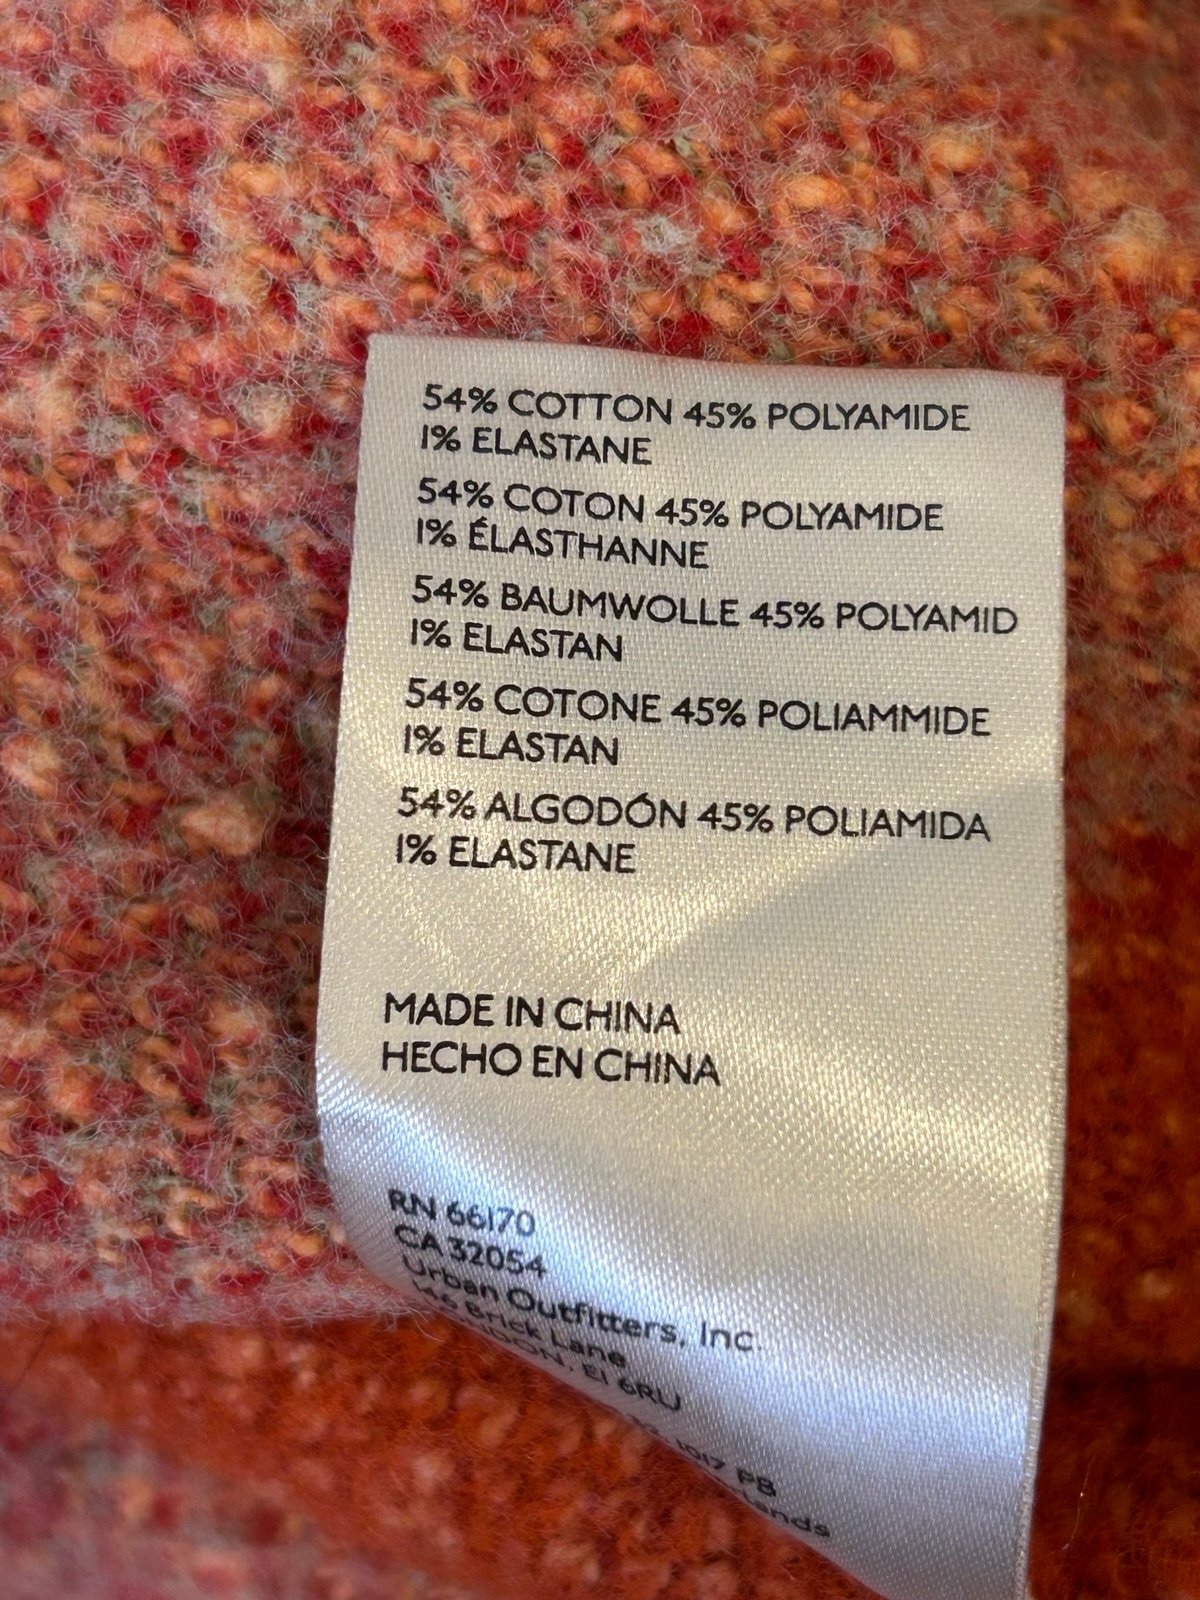 54% COTTON 45% POLYAMIDE
1% ELASTANE
54% COTON 45% POLYAMIDE
1% ÉLASTHANNE
54% BAUMWOLLE 45% POLYAMID
1% ELASTAN
54% COTONE 45% POLIAMMIDE
1% ELASTAN
54% ALGODÓN 45% POLIAMIDA
1% ELASTANE
MADE IN CHINA
HECHO EN CHINA
RN 66170
CA 32054
Urban Outfitters, Inc.
Brick Lane
E1 6RU
1017 PB